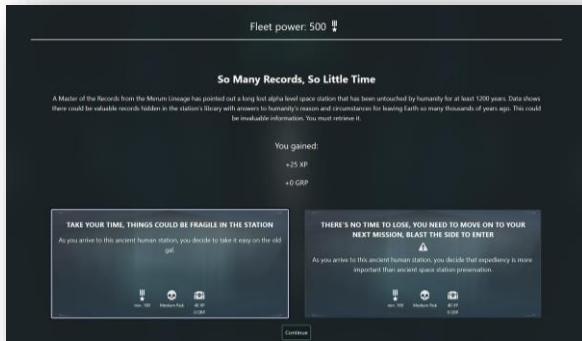 Fleet power: 500
So Many Records, So Little Time
A Master of the Records from the Merum Lineage has pointed out a long lost alpha level space station that has been untouched by humanity for at least 1200 years. Data shows
there could be valuable records hidden in the station's library with answers to humanity's reason and circumstances for leaving Earth so many thousands of years ago. This could
be invaluable information. You must retrieve it.
You gained:
+25 XP
+0 GRP
TAKE YOUR TIME, THINGS COULD BE FRAGILE IN THE STATION
As you arrive to this ancient human station, you decide to take it easy on the old
gal.
Medium Risk
0 GRP
THERE'S NO TIME TO LOSE, YOU NEED TO MOVE ON TO YOUR
NEXT MISSION, BLAST THE SIDE TO ENTER
As you arrive to this ancient human station, you decide that expediency is more
important than ancient space station preservation.
Medium Risk
0 GRP
Continue